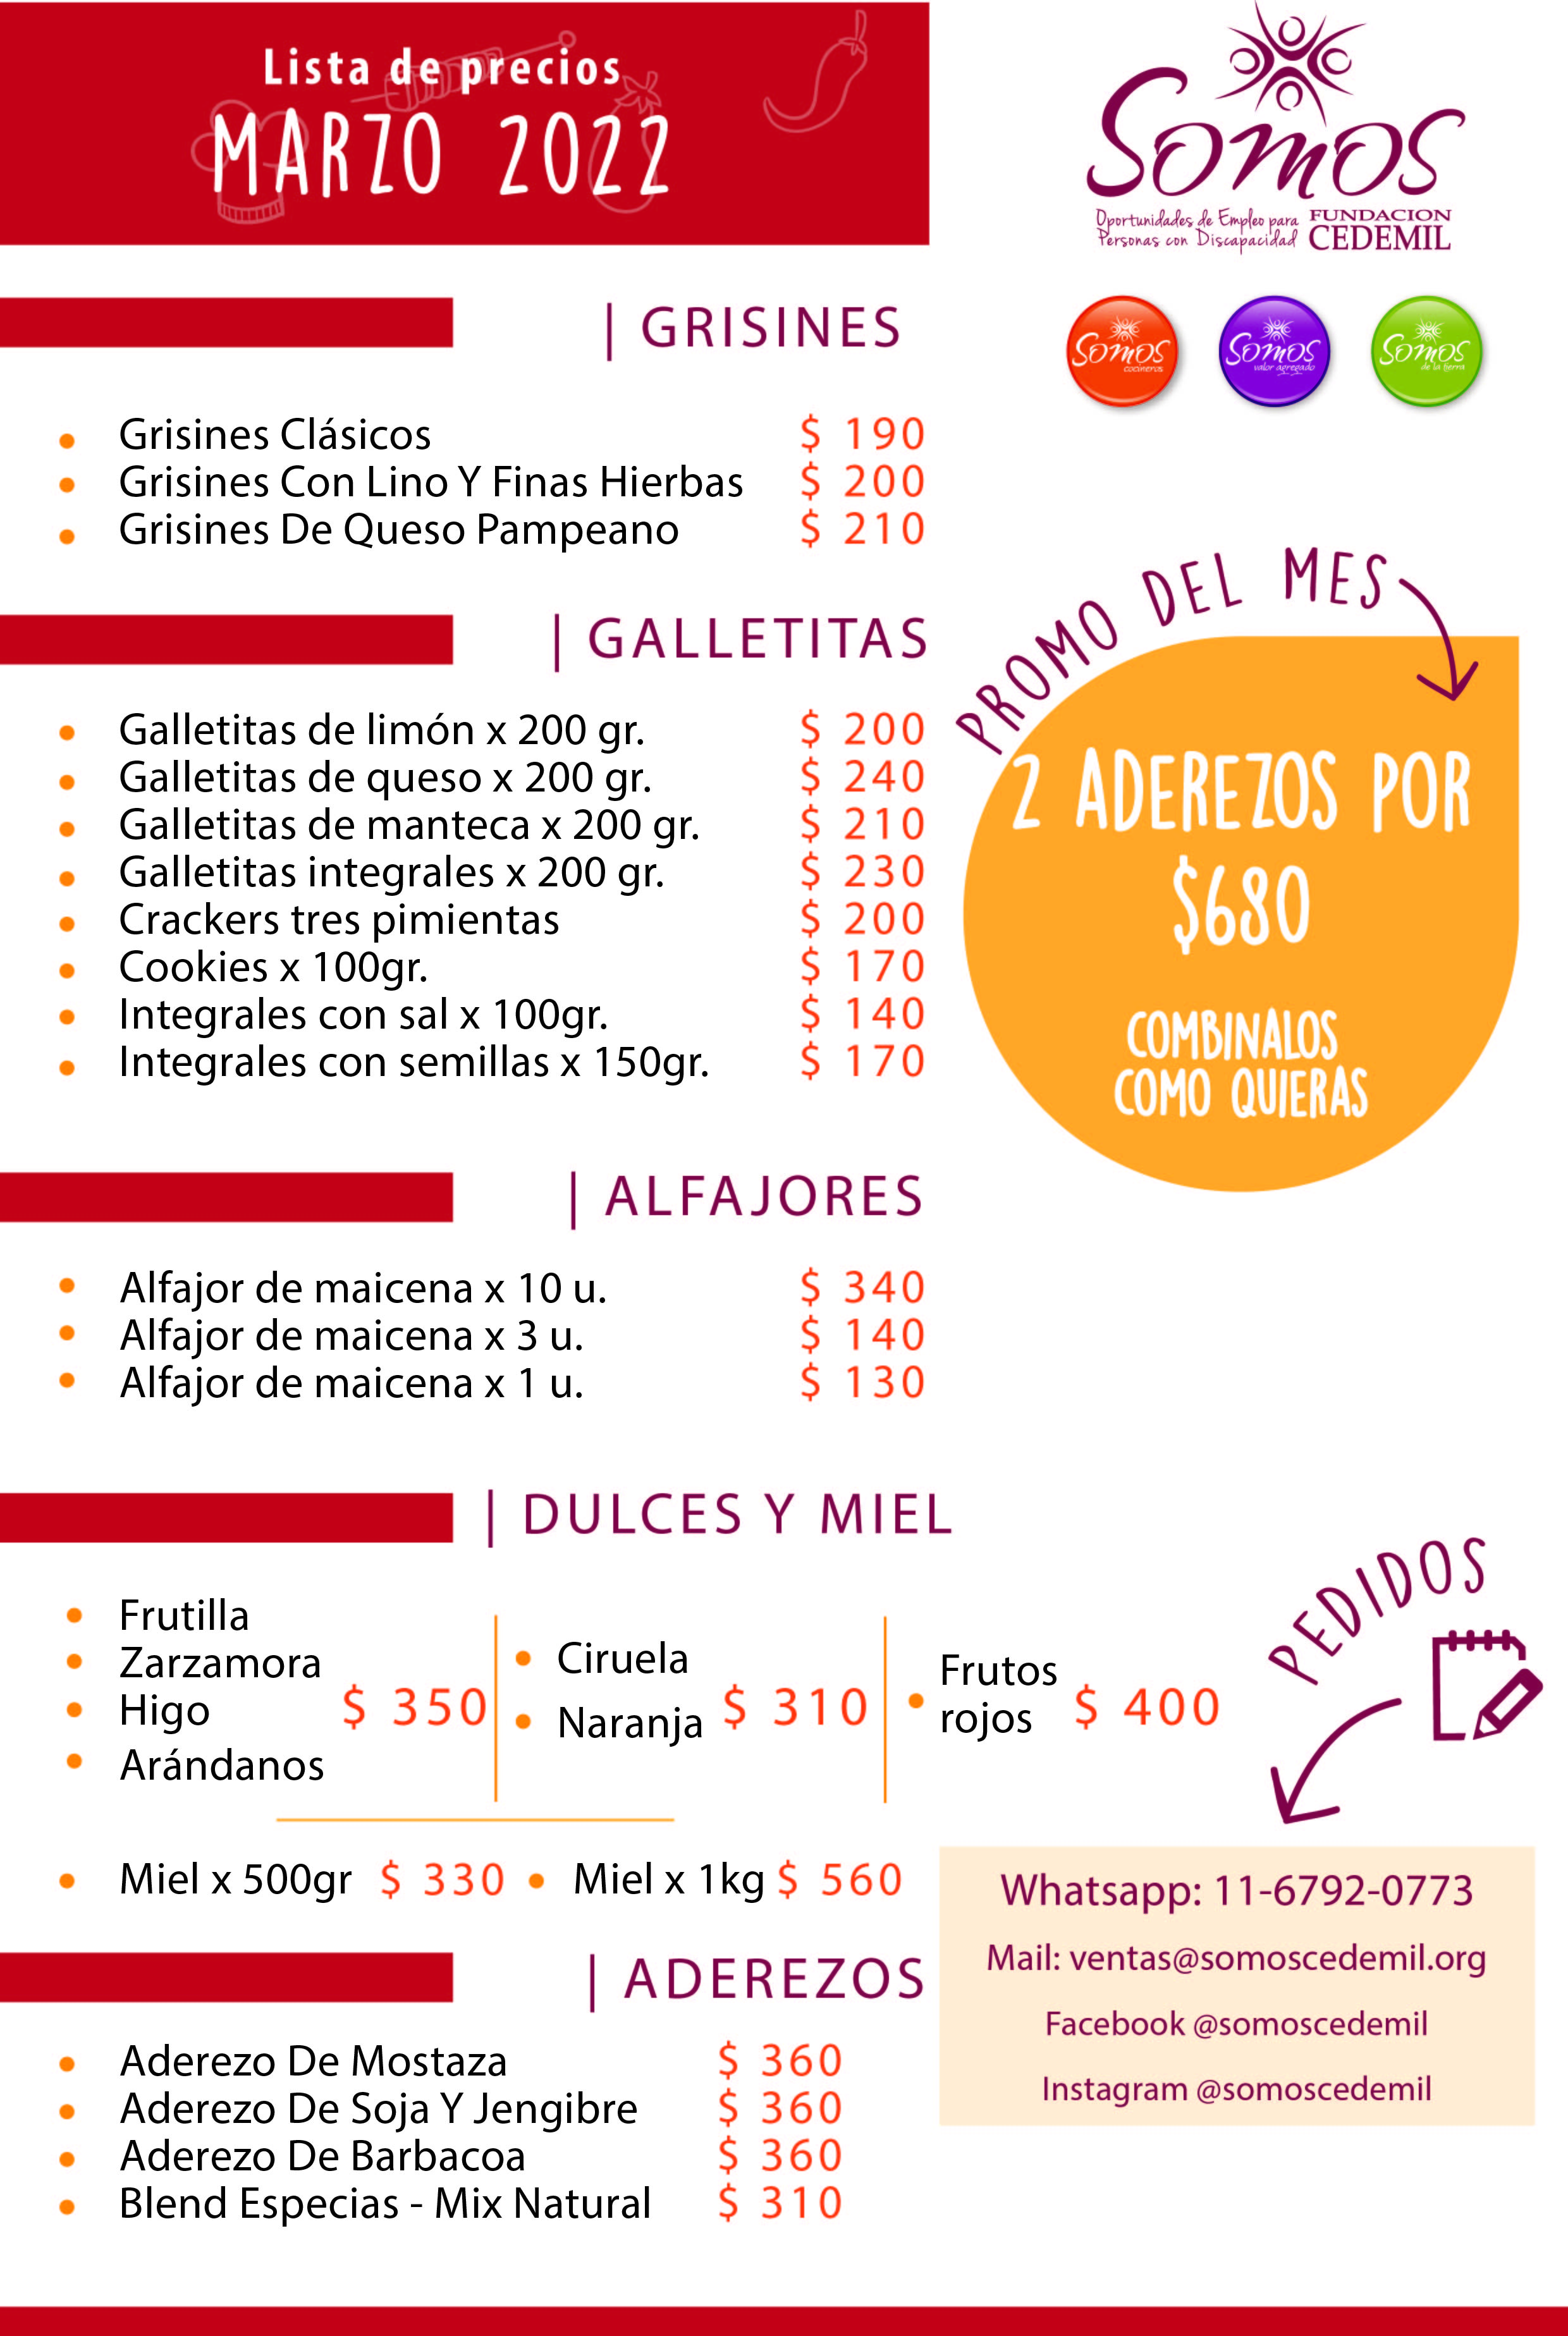 Lista de precios
MARZO 2022
Somos
Oportunidades de Empleo para
Personas con Discapacidad
FUNDACION
CEDEMIL
Somos
cocineros
Somos
valor agregado
Somos
de la tierra
| GRISINES
Grisines Clásicos $ 190
Grisines Con Lino Y Finas Hierbas $ 200
Grisines De Queso Pampeano $ 210
PROMO DEL MES
2 ADEREZOS POR
$680
COMBINALOS
COMO QUIERAS
| GALLETITAS
Galletitas de limón x 200 gr. $ 200
Galletitas de queso x 200 gr. $ 240
Galletitas de manteca x 200 gr. $ 210
Galletitas integrales x 200 gr. $ 230
Crackers tres pimientas $ 200
Cookies x 100gr. $ 170
Integrales con sal x 100gr. $ 140
Integrales con semillas x 150gr. $ 170
| ALFAJORES
Alfajor de maicena x 10 u. $ 340
Alfajor de maicena x 3 u. $ 140
Alfajor de maicena x 1 u. $ 130
| DULCES Y MIEL
Frutilla
Zarzamora
Higo
Arándanos
$ 350
Ciruela
Naranja
$ 310
Frutos
rojos
$ 400
Miel x 500gr $ 330
Miel x 1kg $ 560
PEDIDOS
Whatsapp: 11-6792-0773
Mail: ventas@somoscedemil.org
Facebook @somoscedemil
Instagram @somoscedemil
| ADEREZOS
Aderezo De Mostaza $ 360
Aderezo De Soja Y Jengibre $ 360
Aderezo De Barbacoa $ 360
Blend Especias - Mix Natural $ 310